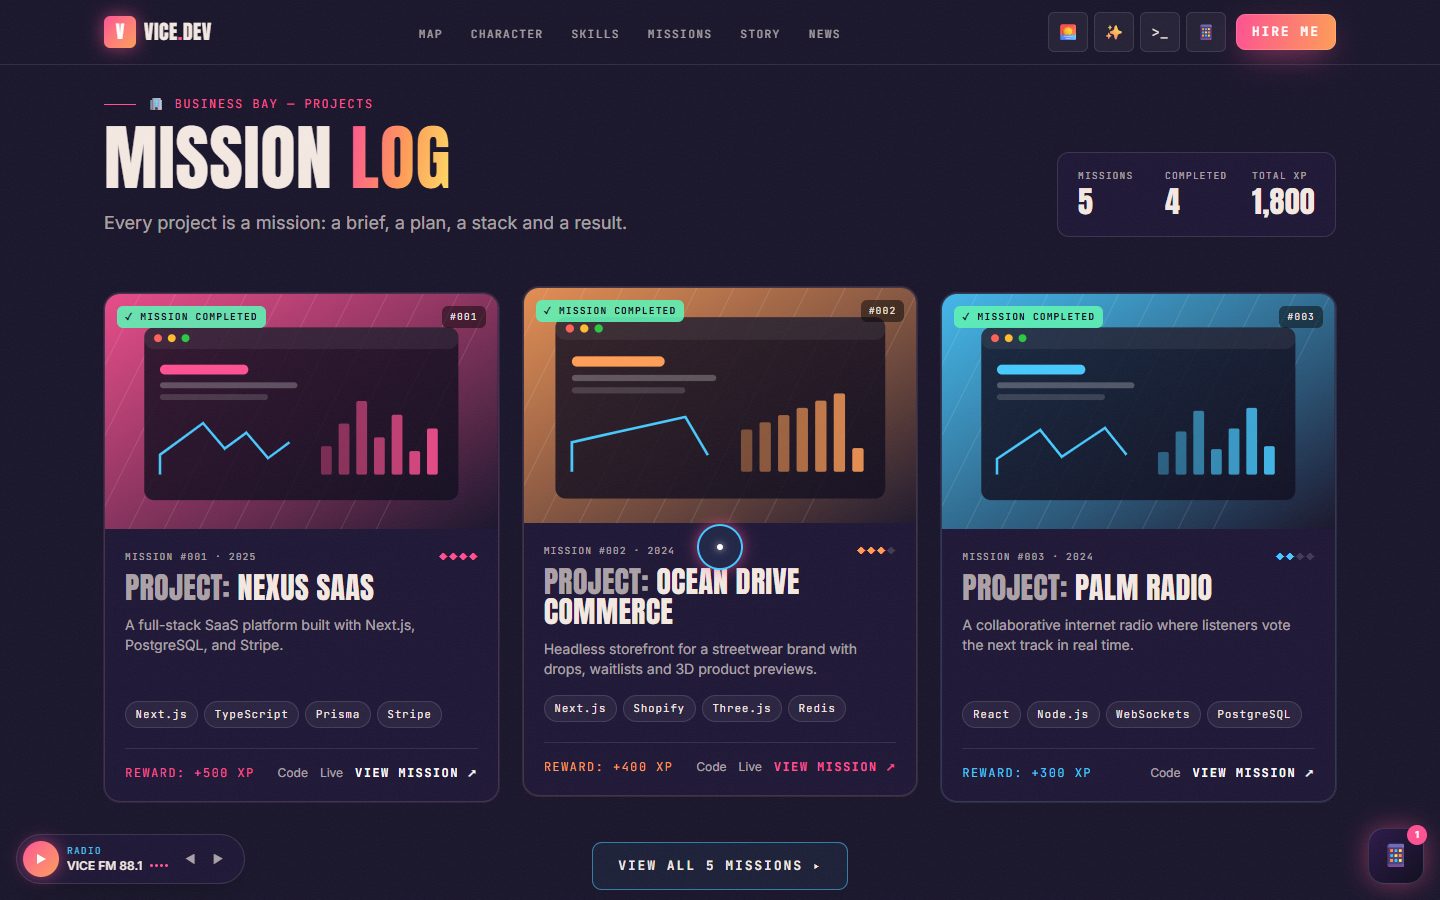 V VICE.DEV
MAP CHARACTER SKILLS MISSIONS STORY NEWS
>_
HIRE ME
BUSINESS BAY — PROJECTS
MISSION LOG
Every project is a mission: a brief, a plan, a stack and a result.
MISSIONS COMPLETED TOTAL XP
5 4 1,800
✓ MISSION COMPLETED #001
MISSION #001 · 2025
PROJECT: NEXUS SAAS
A full-stack SaaS platform built with Next.js,
PostgreSQL, and Stripe.
Next.js TypeScript Prisma Stripe
REWARD: +500 XP Code Live VIEW MISSION ↗
✓ MISSION COMPLETED #002
MISSION #002 · 2024
PROJECT: OCEAN DRIVE
COMMERCE
Headless storefront for a streetwear brand with
drops, waitlists and 3D product previews.
Next.js Shopify Three.js Redis
REWARD: +400 XP Code Live VIEW MISSION ↗
✓ MISSION COMPLETED #003
MISSION #003 · 2024
PROJECT: PALM RADIO
A collaborative internet radio where listeners vote
the next track in real time.
React Node.js WebSockets PostgreSQL
REWARD: +300 XP Code VIEW MISSION ↗
RADIO
VICE FM 88.1
VIEW ALL 5 MISSIONS ▸
1